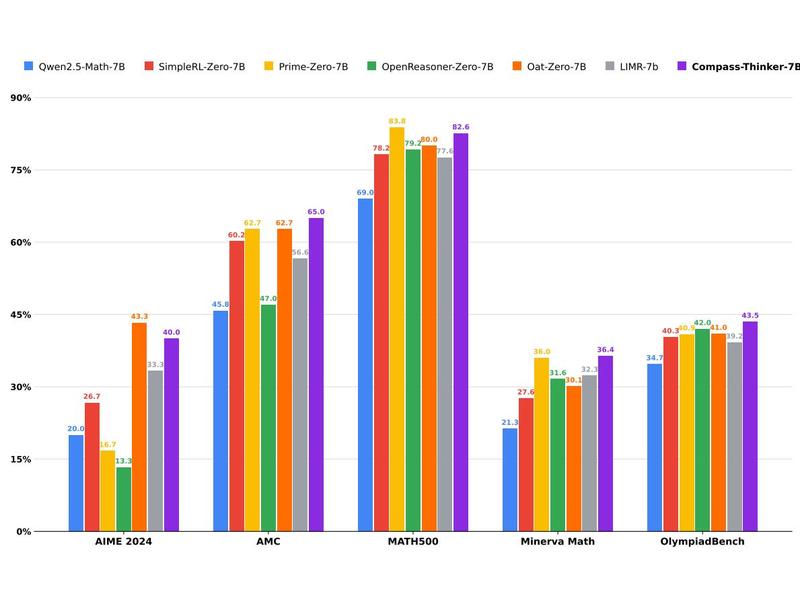 Qwen2.5-Math-7B SimpleRL-Zero-7B Prime-Zero-7B OpenReasoner-Zero-7B Oat-Zero-7B LIMR-7b Compass-Thinker-7B
90%
75%
60%
45%
30%
15%
0%
20.0 26.7 16.7 13.3 43.3 33.3 40.0
45.8 60.2 62.7 47.0 62.7 56.6 65.0
69.0 78.2 83.8 79.2 80.0 77.6 82.6
21.3 27.6 36.0 31.6 30.1 32.3 36.4
34.7 40.3 40.9 42.0 41.0 39.2 43.5
AIME 2024 AMC MATH500 Minerva Math OlympiadBench